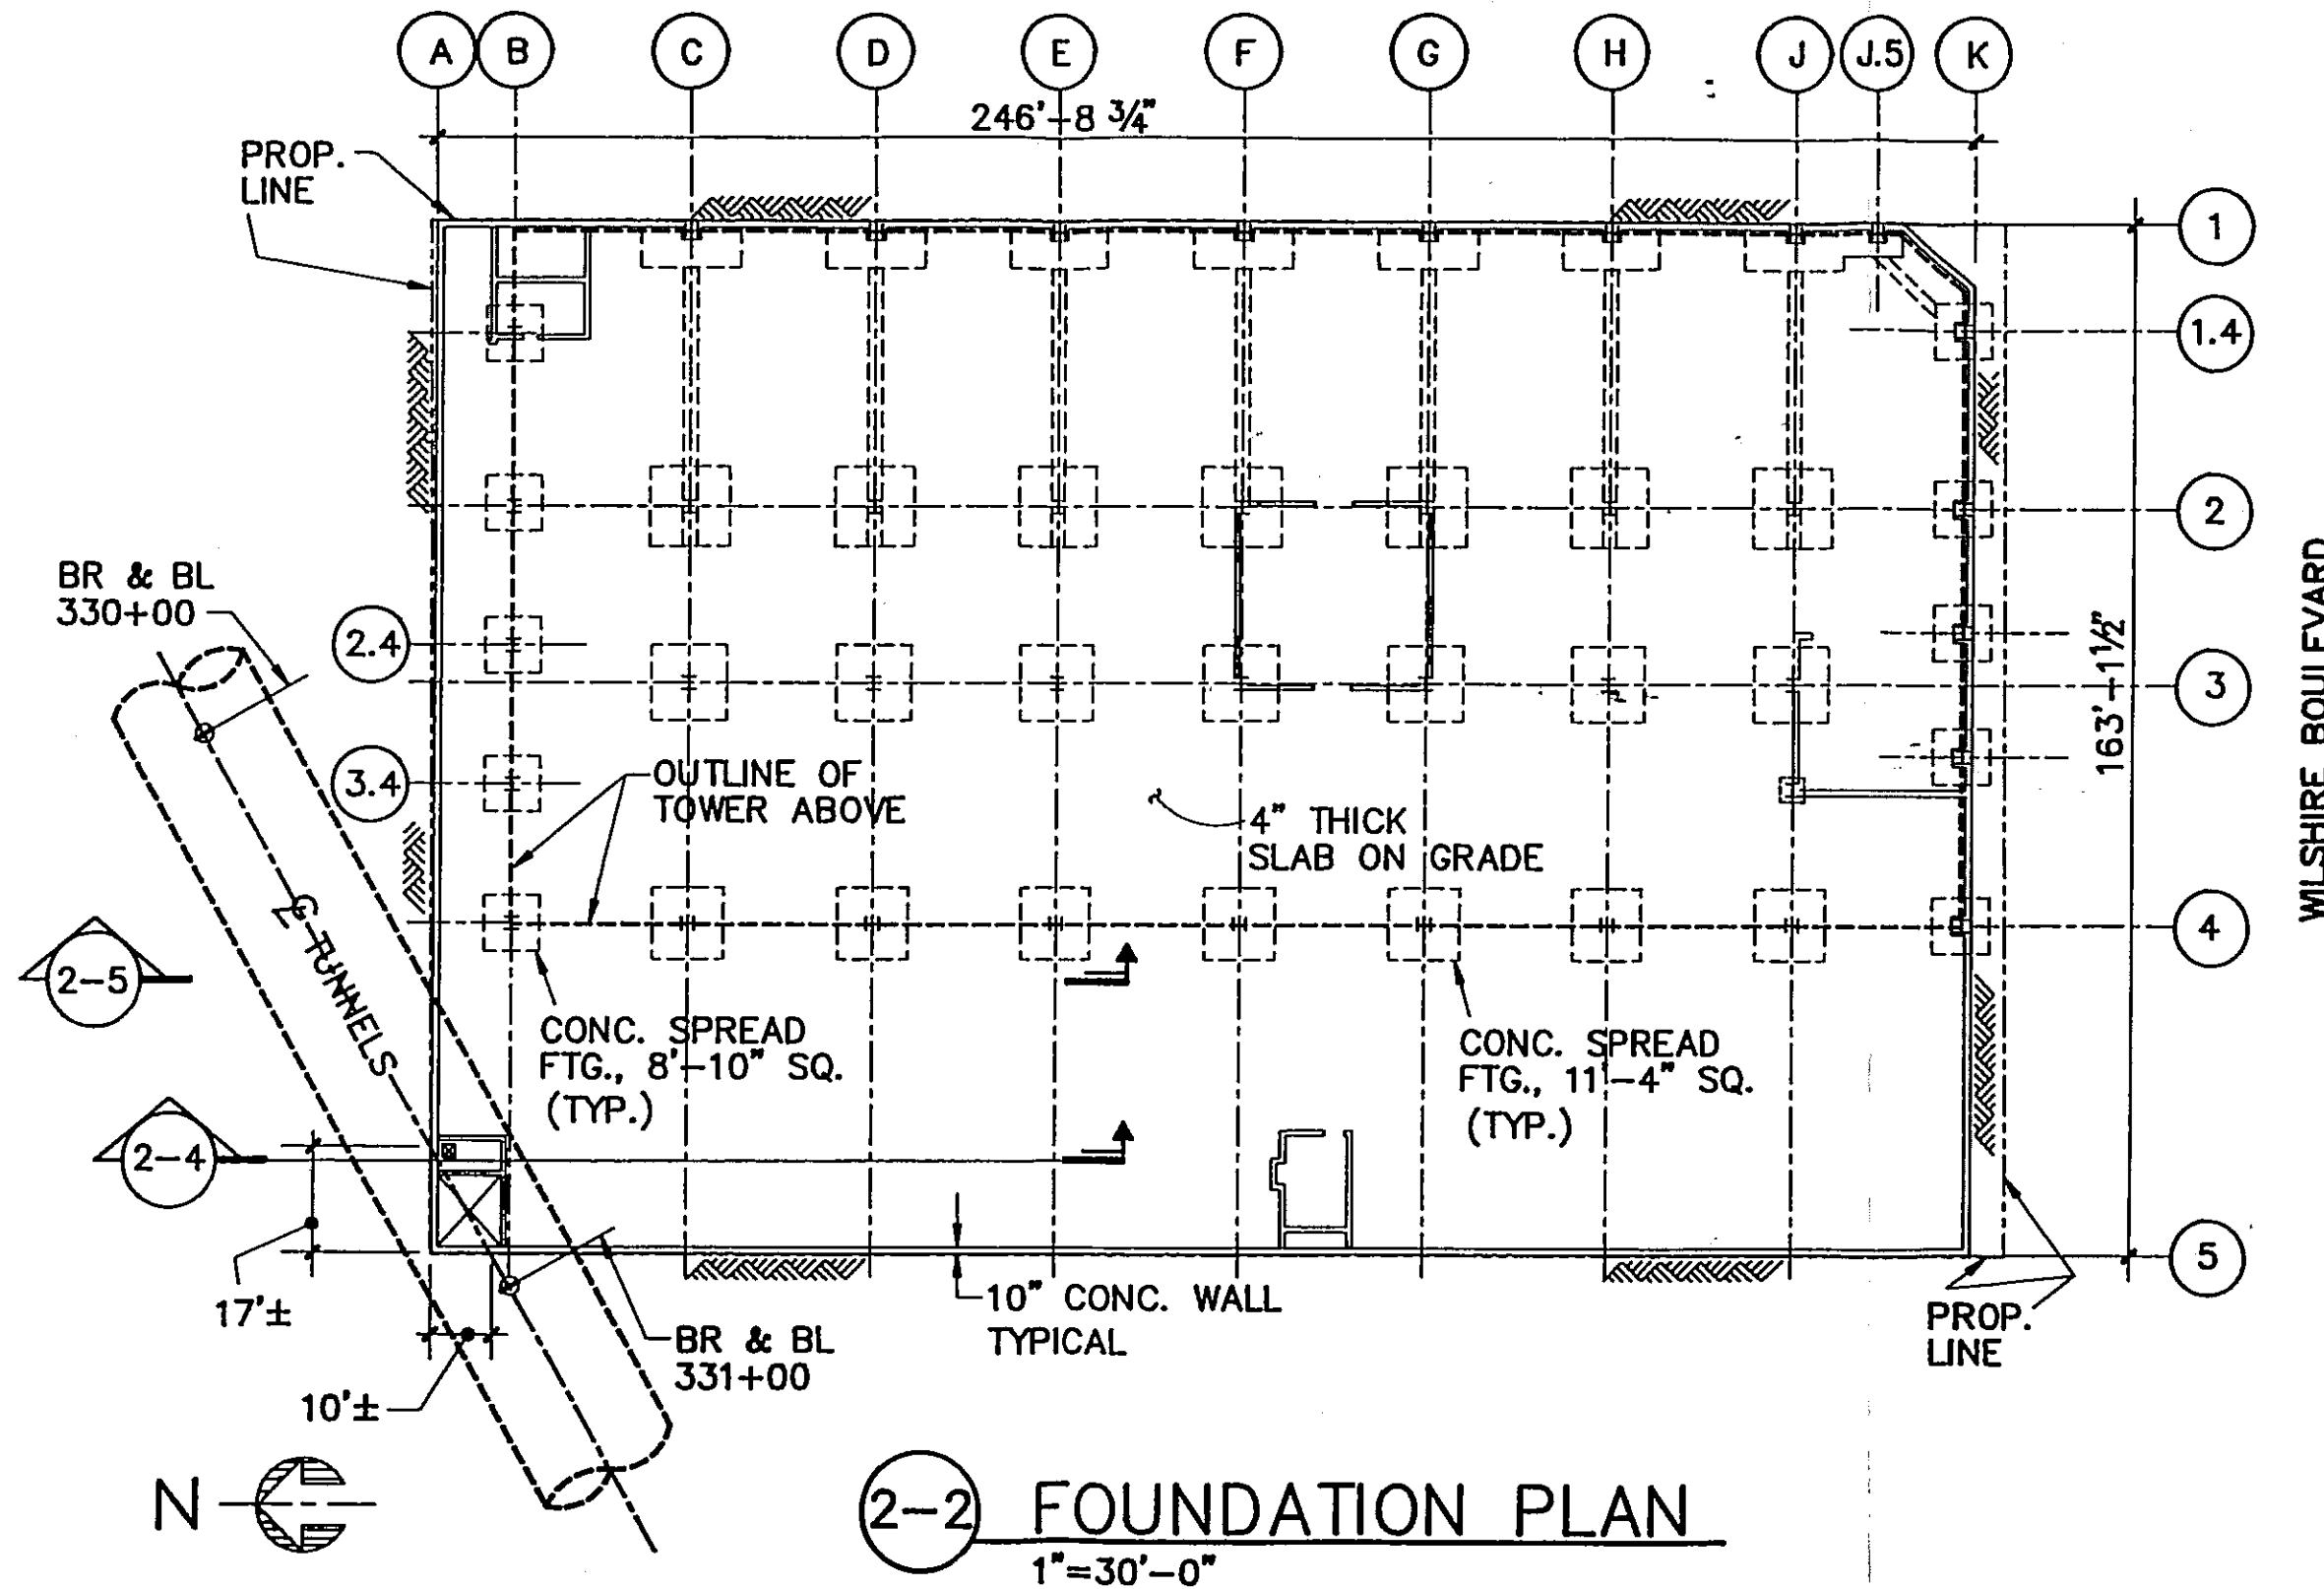 A B C D E F G H J J.5 K
246'-8 3/4"
PROP.
LINE
1
1.4
2
BR & BL
330+00
2.4
3
163'-1 1/2"
WILSHIRE BOULEVARD
3.4
OUTLINE OF
TOWER ABOVE
4" THICK
SLAB ON GRADE
4
2-5
℄ TUNNELS
CONC. SPREAD
FTG., 8'-10" SQ.
(TYP.)
CONC. SPREAD
FTG., 11'-4" SQ.
(TYP.)
2-4
5
17'±
10" CONC. WALL
TYPICAL
PROP.
LINE
BR & BL
331+00
10'±
N
2-2 FOUNDATION PLAN
1"=30'-0"